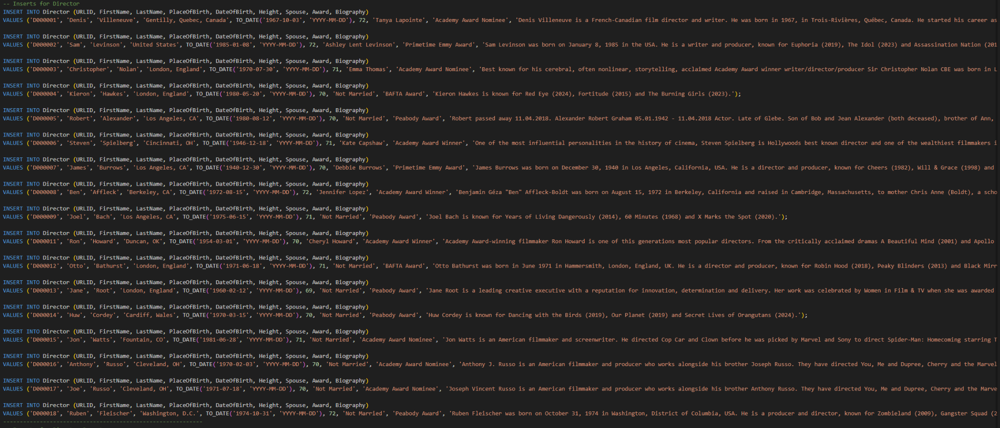 -- Inserts for Director
INSERT INTO Director (URLID, FirstName, LastName, PlaceOfBirth, DateOfBirth, Height, Spouse, Award, Biography)
VALUES ('D000001', 'Denis', 'Villeneuve', 'Gentilly, Quebec, Canada', TO_DATE('1967-10-03', 'YYYY-MM-DD'), 72, 'Tanya Lapointe', 'Academy Award Nominee', 'Denis Villeneuve is a French-Canadian film director and writer. He was born in 1967, in Trois-Rivières, Québec, Canada. He started his career as
INSERT INTO Director (URLID, FirstName, LastName, PlaceOfBirth, DateOfBirth, Height, Spouse, Award, Biography)
VALUES ('D000002', 'Sam', 'Levinson', 'United States', TO_DATE('1985-01-08', 'YYYY-MM-DD'), 72, 'Ashley Lent Levinson', 'Primetime Emmy Award', 'Sam Levinson was born on January 8, 1985 in the USA. He is a writer and producer, known for Euphoria (2019), The Idol (2023) and Assassination Nation (201
INSERT INTO Director (URLID, FirstName, LastName, PlaceOfBirth, DateOfBirth, Height, Spouse, Award, Biography)
VALUES ('D000003', 'Christopher', 'Nolan', 'London, England', TO_DATE('1970-07-30', 'YYYY-MM-DD'), 71, 'Emma Thomas', 'Academy Award Nominee', 'Best known for his cerebral, often nonlinear, storytelling, acclaimed Academy Award winner writer/director/producer Sir Christopher Nolan CBE was born in L
INSERT INTO Director (URLID, FirstName, LastName, PlaceOfBirth, DateOfBirth, Height, Spouse, Award, Biography)
VALUES ('D000004', 'Kieron', 'Hawkes', 'London, England', TO_DATE('1980-05-20', 'YYYY-MM-DD'), 70, 'Not Married', 'BAFTA Award', 'Kieron Hawkes is known for Red Eye (2024), Fortitude (2015) and The Burning Girls (2023).');
INSERT INTO Director (URLID, FirstName, LastName, PlaceOfBirth, DateOfBirth, Height, Spouse, Award, Biography)
VALUES ('D000005', 'Robert', 'Alexander', 'Los Angeles, CA', TO_DATE('1980-08-12', 'YYYY-MM-DD'), 70, 'Not Married', 'Peabody Award', 'Robert passed away 11.04.2018. Alexander Robert Graham 05.01.1942 - 11.04.2018 Actor. Late of Glebe. Son of Bob and Jean Alexander (both deceased), brother of Ann,
INSERT INTO Director (URLID, FirstName, LastName, PlaceOfBirth, DateOfBirth, Height, Spouse, Award, Biography)
VALUES ('D000006', 'Steven', 'Spielberg', 'Cincinnati, OH', TO_DATE('1946-12-18', 'YYYY-MM-DD'), 71, 'Kate Capshaw', 'Academy Award Winner', 'One of the most influential personalities in the history of cinema, Steven Spielberg is Hollywoods best known director and one of the wealthiest filmmakers i
INSERT INTO Director (URLID, FirstName, LastName, PlaceOfBirth, DateOfBirth, Height, Spouse, Award, Biography)
VALUES ('D000007', 'James', 'Burrows', 'Los Angeles, CA', TO_DATE('1940-12-30', 'YYYY-MM-DD'), 70, 'Debbie Burrows', 'Primetime Emmy Award', 'James Burrows was born on December 30, 1940 in Los Angeles, California, USA. He is a director and producer, known for Cheers (1982), Will & Grace (1998) and
INSERT INTO Director (URLID, FirstName, LastName, PlaceOfBirth, DateOfBirth, Height, Spouse, Award, Biography)
VALUES ('D000008', 'Ben', 'Affleck', 'Berkeley, CA', TO_DATE('1972-08-15', 'YYYY-MM-DD'), 72, 'Jennifer Lopez', 'Academy Award Winner', 'Benjamin Géza "Ben" Affleck-Boldt was born on August 15, 1972 in Berkeley, California and raised in Cambridge, Massachusetts, to mother Chris Anne (Boldt), a scho
INSERT INTO Director (URLID, FirstName, LastName, PlaceOfBirth, DateOfBirth, Height, Spouse, Award, Biography)
VALUES ('D000009', 'Joel', 'Bach', 'Los Angeles, CA', TO_DATE('1975-06-15', 'YYYY-MM-DD'), 71, 'Not Married', 'Peabody Award', 'Joel Bach is known for Years of Living Dangerously (2014), 60 Minutes (1968) and X Marks the Spot (2020).');
INSERT INTO Director (URLID, FirstName, LastName, PlaceOfBirth, DateOfBirth, Height, Spouse, Award, Biography)
VALUES ('D000011', 'Ron', 'Howard', 'Duncan, OK', TO_DATE('1954-03-01', 'YYYY-MM-DD'), 70, 'Cheryl Howard', 'Academy Award Winner', 'Academy Award-winning filmmaker Ron Howard is one of this generations most popular directors. From the critically acclaimed dramas A Beautiful Mind (2001) and Apollo
INSERT INTO Director (URLID, FirstName, LastName, PlaceOfBirth, DateOfBirth, Height, Spouse, Award, Biography)
VALUES ('D000012', 'Otto', 'Bathurst', 'London, England', TO_DATE('1971-06-18', 'YYYY-MM-DD'), 71, 'Not Married', 'BAFTA Award', 'Otto Bathurst was born in June 1971 in Hammersmith, London, England, UK. He is a director and producer, known for Robin Hood (2018), Peaky Blinders (2013) and Black Mirr
INSERT INTO Director (URLID, FirstName, LastName, PlaceOfBirth, DateOfBirth, Height, Spouse, Award, Biography)
VALUES ('D000013', 'Jane', 'Root', 'London, England', TO_DATE('1960-02-12', 'YYYY-MM-DD'), 69, 'Not Married', 'Peabody Award', 'Jane Root is a leading creative executive with a reputation for innovation, determination and delivery. Her work was celebrated by Women in Film & TV when she was awarded
INSERT INTO Director (URLID, FirstName, LastName, PlaceOfBirth, DateOfBirth, Height, Spouse, Award, Biography)
VALUES ('D000014', 'Huw', 'Cordey', 'Cardiff, Wales', TO_DATE('1970-03-15', 'YYYY-MM-DD'), 70, 'Not Married', 'Peabody Award', 'Huw Cordey is known for Dancing with the Birds (2019), Our Planet (2019) and Secret Lives of Orangutans (2024).');
INSERT INTO Director (URLID, FirstName, LastName, PlaceOfBirth, DateOfBirth, Height, Spouse, Award, Biography)
VALUES ('D000015', 'Jon', 'Watts', 'Fountain, CO', TO_DATE('1981-06-28', 'YYYY-MM-DD'), 71, 'Not Married', 'Academy Award Nominee', 'Jon Watts is an American filmmaker and screenwriter. He directed Cop Car and Clown before he was picked by Marvel and Sony to direct Spider-Man: Homecoming starring T
INSERT INTO Director (URLID, FirstName, LastName, PlaceOfBirth, DateOfBirth, Height, Spouse, Award, Biography)
VALUES ('D000016', 'Anthony', 'Russo', 'Cleveland, OH', TO_DATE('1970-02-03', 'YYYY-MM-DD'), 70, 'Not Married', 'Academy Award Nominee', 'Anthony J. Russo is an American filmmaker and producer who works alongside his brother Joseph Russo. They have directed You, Me and Dupree, Cherry and the Marvel
INSERT INTO Director (URLID, FirstName, LastName, PlaceOfBirth, DateOfBirth, Height, Spouse, Award, Biography)
VALUES ('D000017', 'Joe', 'Russo', 'Cleveland, OH', TO_DATE('1971-07-18', 'YYYY-MM-DD'), 70, 'Not Married', 'Academy Award Nominee', 'Joseph Vincent Russo is an American filmmaker and producer who works alongside his brother Anthony Russo. They have directed You, Me and Dupree, Cherry and the Marve
INSERT INTO Director (URLID, FirstName, LastName, PlaceOfBirth, DateOfBirth, Height, Spouse, Award, Biography)
VALUES ('D000018', 'Ruben', 'Fleischer', 'Washington, D.C.', TO_DATE('1974-10-31', 'YYYY-MM-DD'), 72, 'Not Married', 'Peabody Award', 'Ruben Fleischer was born on October 31, 1974 in Washington, District of Columbia, USA. He is a producer and director, known for Zombieland (2009), Gangster Squad (2
------------------------------------------------------------